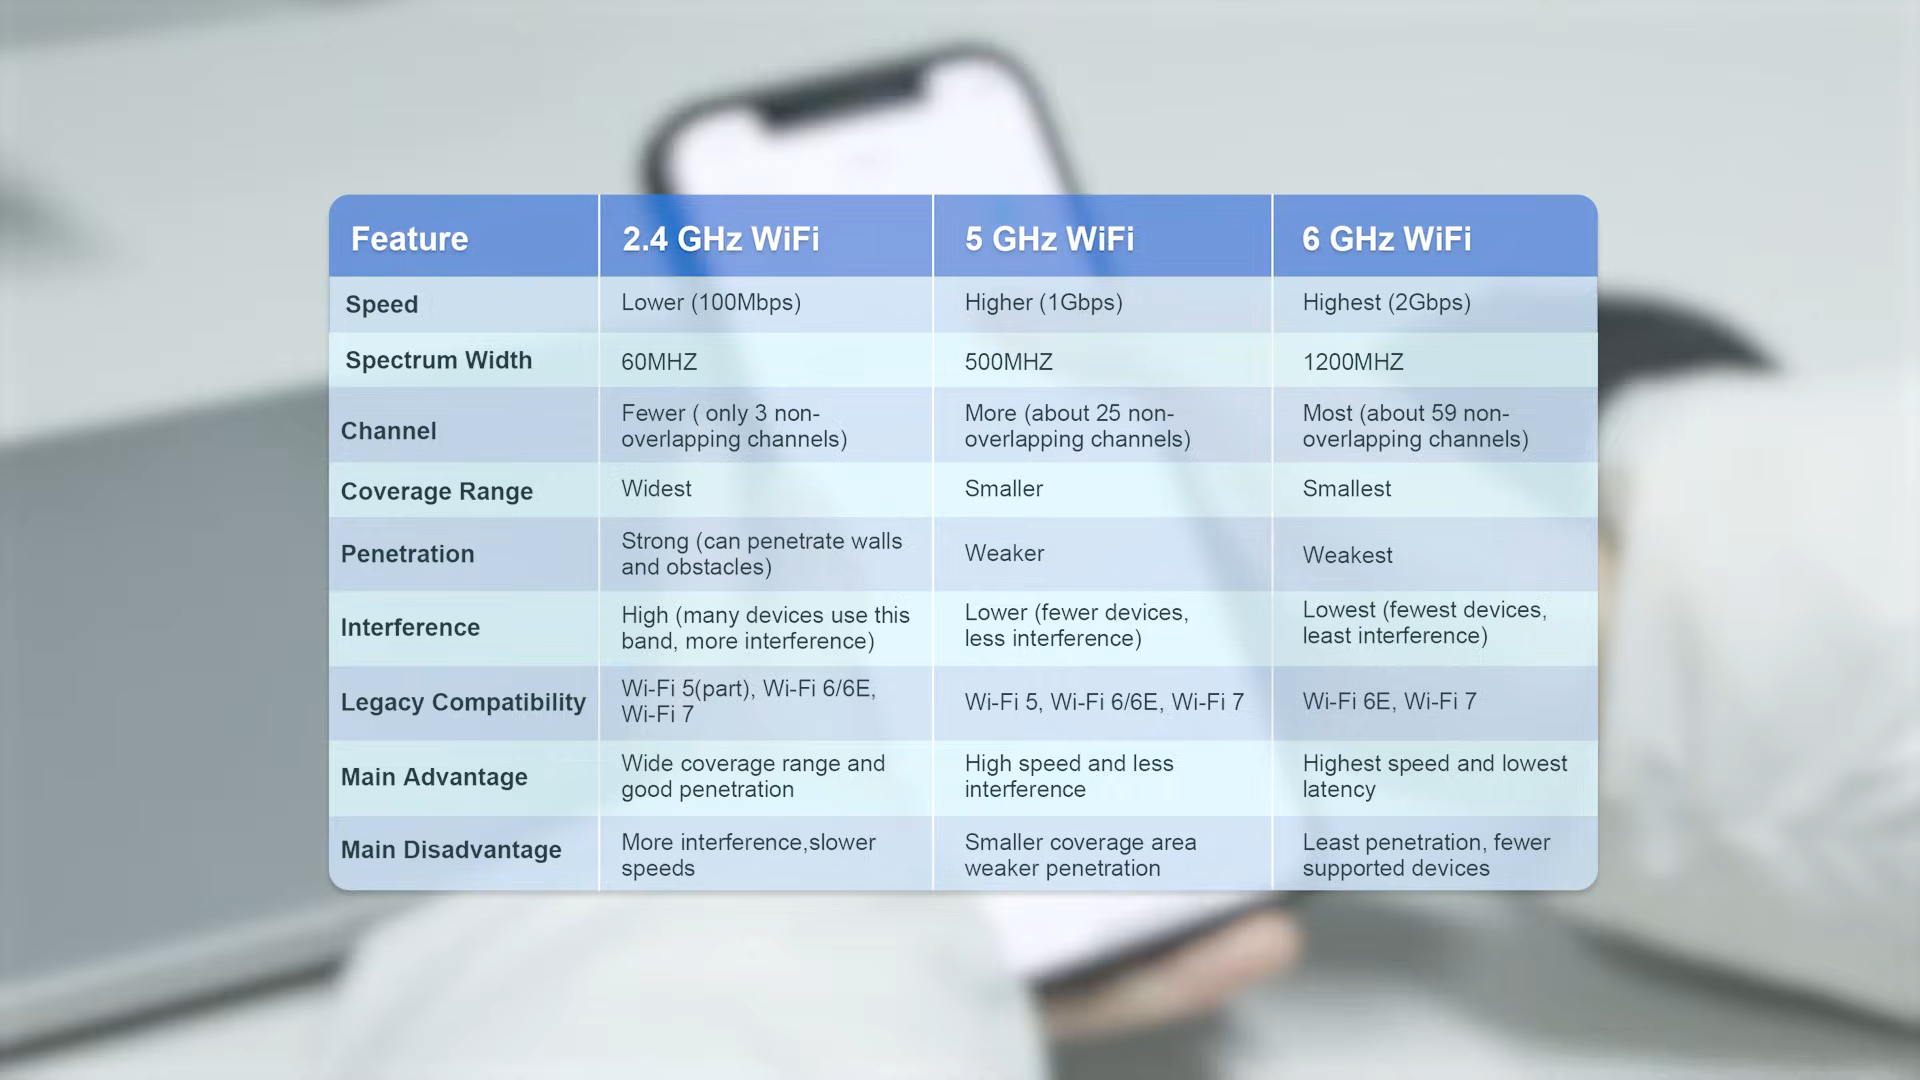 Feature
2.4 GHz WiFi
5 GHz WiFi
6 GHz WiFi
Speed
Lower (100Mbps)
Higher (1Gbps)
Highest (2Gbps)
Spectrum Width
60MHZ
500MHZ
1200MHZ
Channel
Fewer ( only 3 non-
overlapping channels)
More (about 25 non-
overlapping channels)
Most (about 59 non-
overlapping channels)
Coverage Range
Widest
Smaller
Smallest
Penetration
Strong (can penetrate walls
and obstacles)
Weaker
Weakest
Interference
High (many devices use this
band, more interference)
Lower (fewer devices,
less interference)
Lowest (fewest devices,
least interference)
Legacy Compatibility
Wi-Fi 5(part), Wi-Fi 6/6E,
Wi-Fi 7
Wi-Fi 5, Wi-Fi 6/6E, Wi-Fi 7
Wi-Fi 6E, Wi-Fi 7
Main Advantage
Wide coverage range and
good penetration
High speed and less
interference
Highest speed and lowest
latency
Main Disadvantage
More interference,slower
speeds
Smaller coverage area
weaker penetration
Least penetration, fewer
supported devices